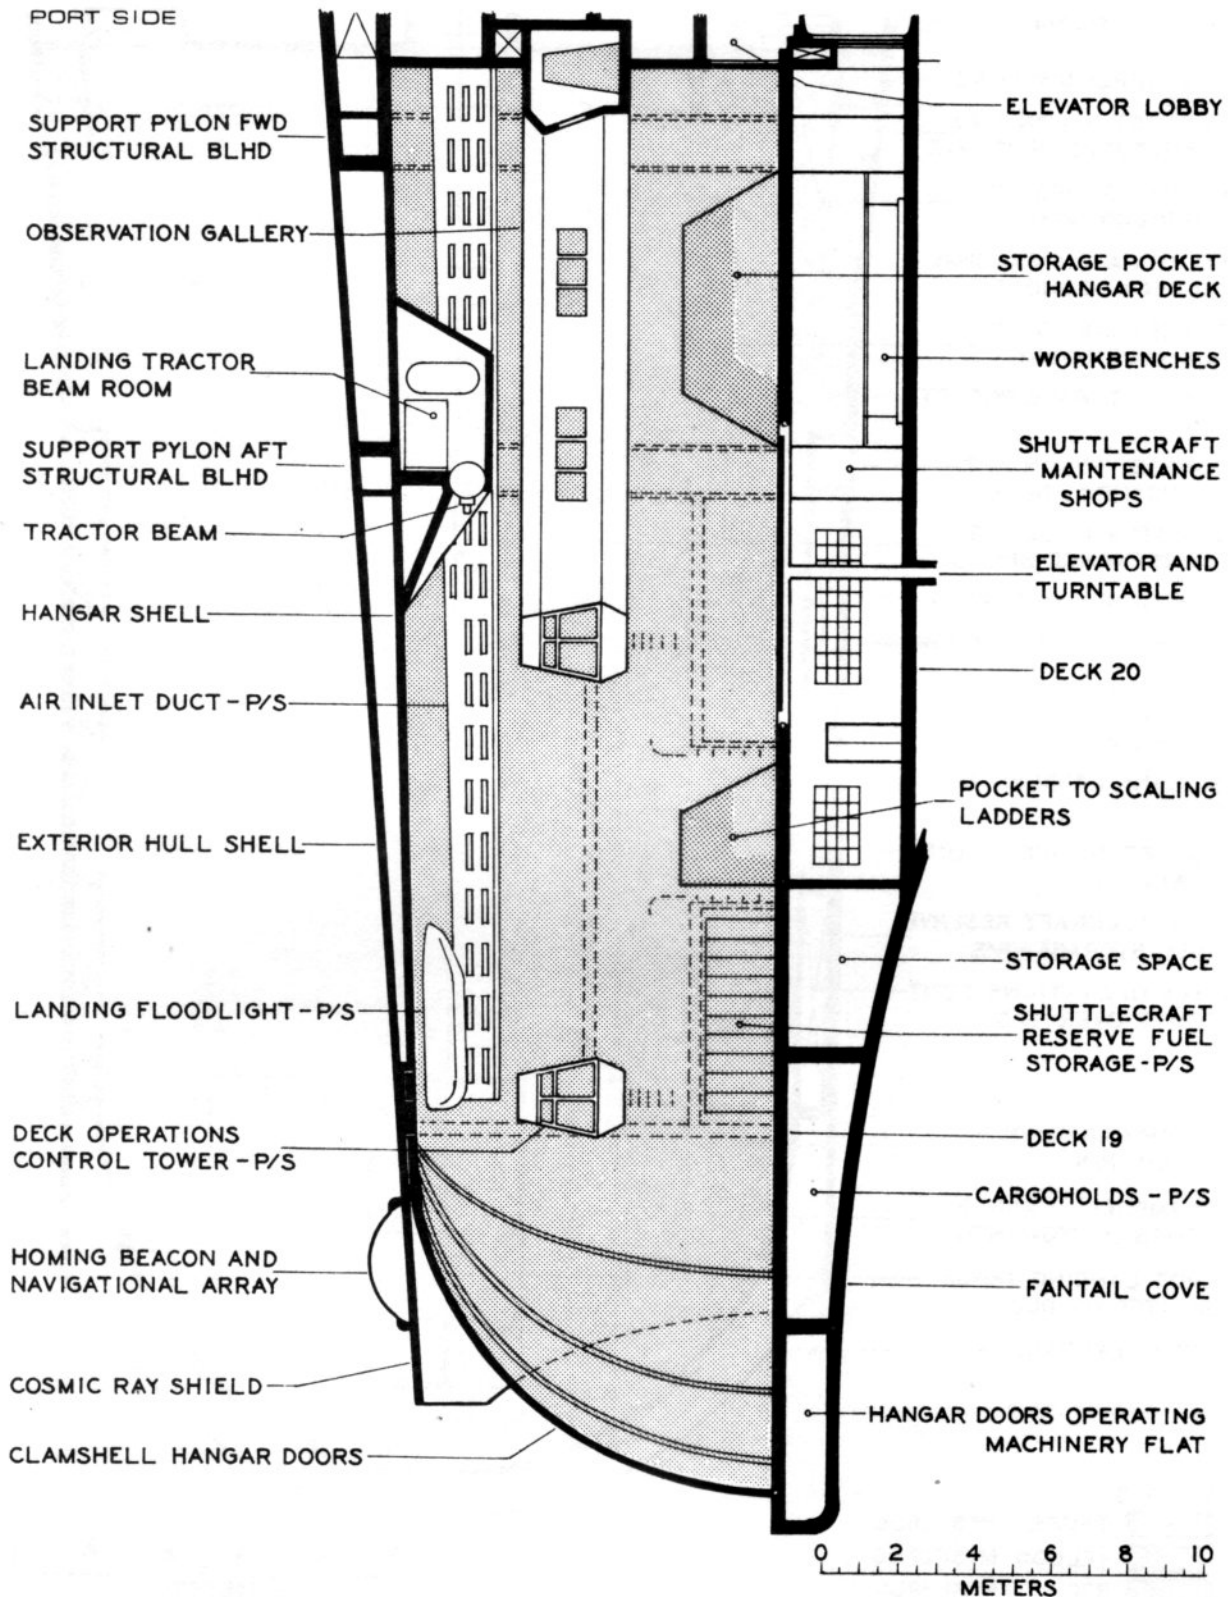 PORT SIDE
SUPPORT PYLON FWD
STRUCTURAL BLHD
OBSERVATION GALLERY
LANDING TRACTOR
BEAM ROOM
SUPPORT PYLON AFT
STRUCTURAL BLHD
TRACTOR BEAM
HANGAR SHELL
AIR INLET DUCT - P/S
EXTERIOR HULL SHELL
LANDING FLOODLIGHT - P/S
DECK OPERATIONS
CONTROL TOWER - P/S
HOMING BEACON AND
NAVIGATIONAL ARRAY
COSMIC RAY SHIELD
CLAMSHELL HANGAR DOORS
ELEVATOR LOBBY
STORAGE POCKET
HANGAR DECK
WORKBENCHES
SHUTTLECRAFT
MAINTENANCE
SHOPS
ELEVATOR AND
TURNTABLE
DECK 20
POCKET TO SCALING
LADDERS
STORAGE SPACE
SHUTTLECRAFT
RESERVE FUEL
STORAGE - P/S
DECK 19
CARGOHOLDS - P/S
FANTAIL COVE
HANGAR DOORS OPERATING
MACHINERY FLAT
0 2 4 6 8 10
METERS